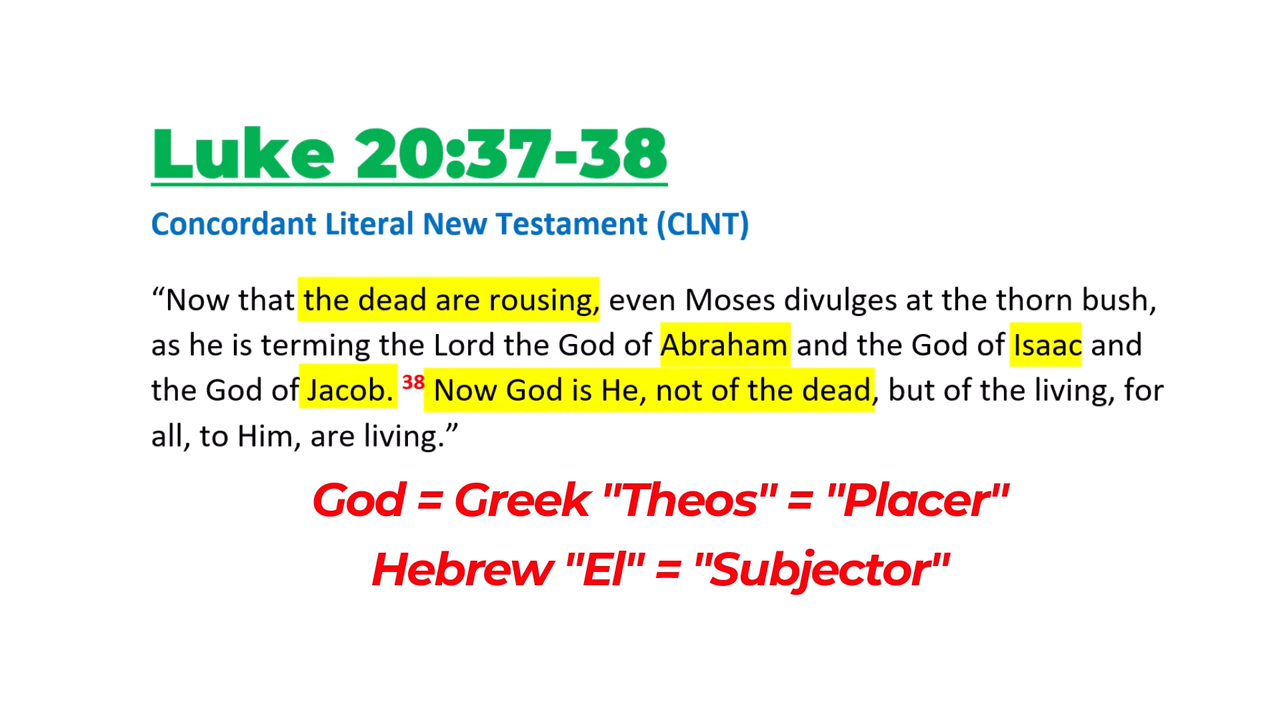 Luke 20:37-38
Concordant Literal New Testament (CLNT)
“Now that the dead are rousing, even Moses divulges at the thorn bush,
as he is terming the Lord the God of Abraham and the God of Isaac and
the God of Jacob. 38 Now God is He, not of the dead, but of the living, for
all, to Him, are living.”
God = Greek "Theos" = "Placer"
Hebrew "El" = "Subjector"